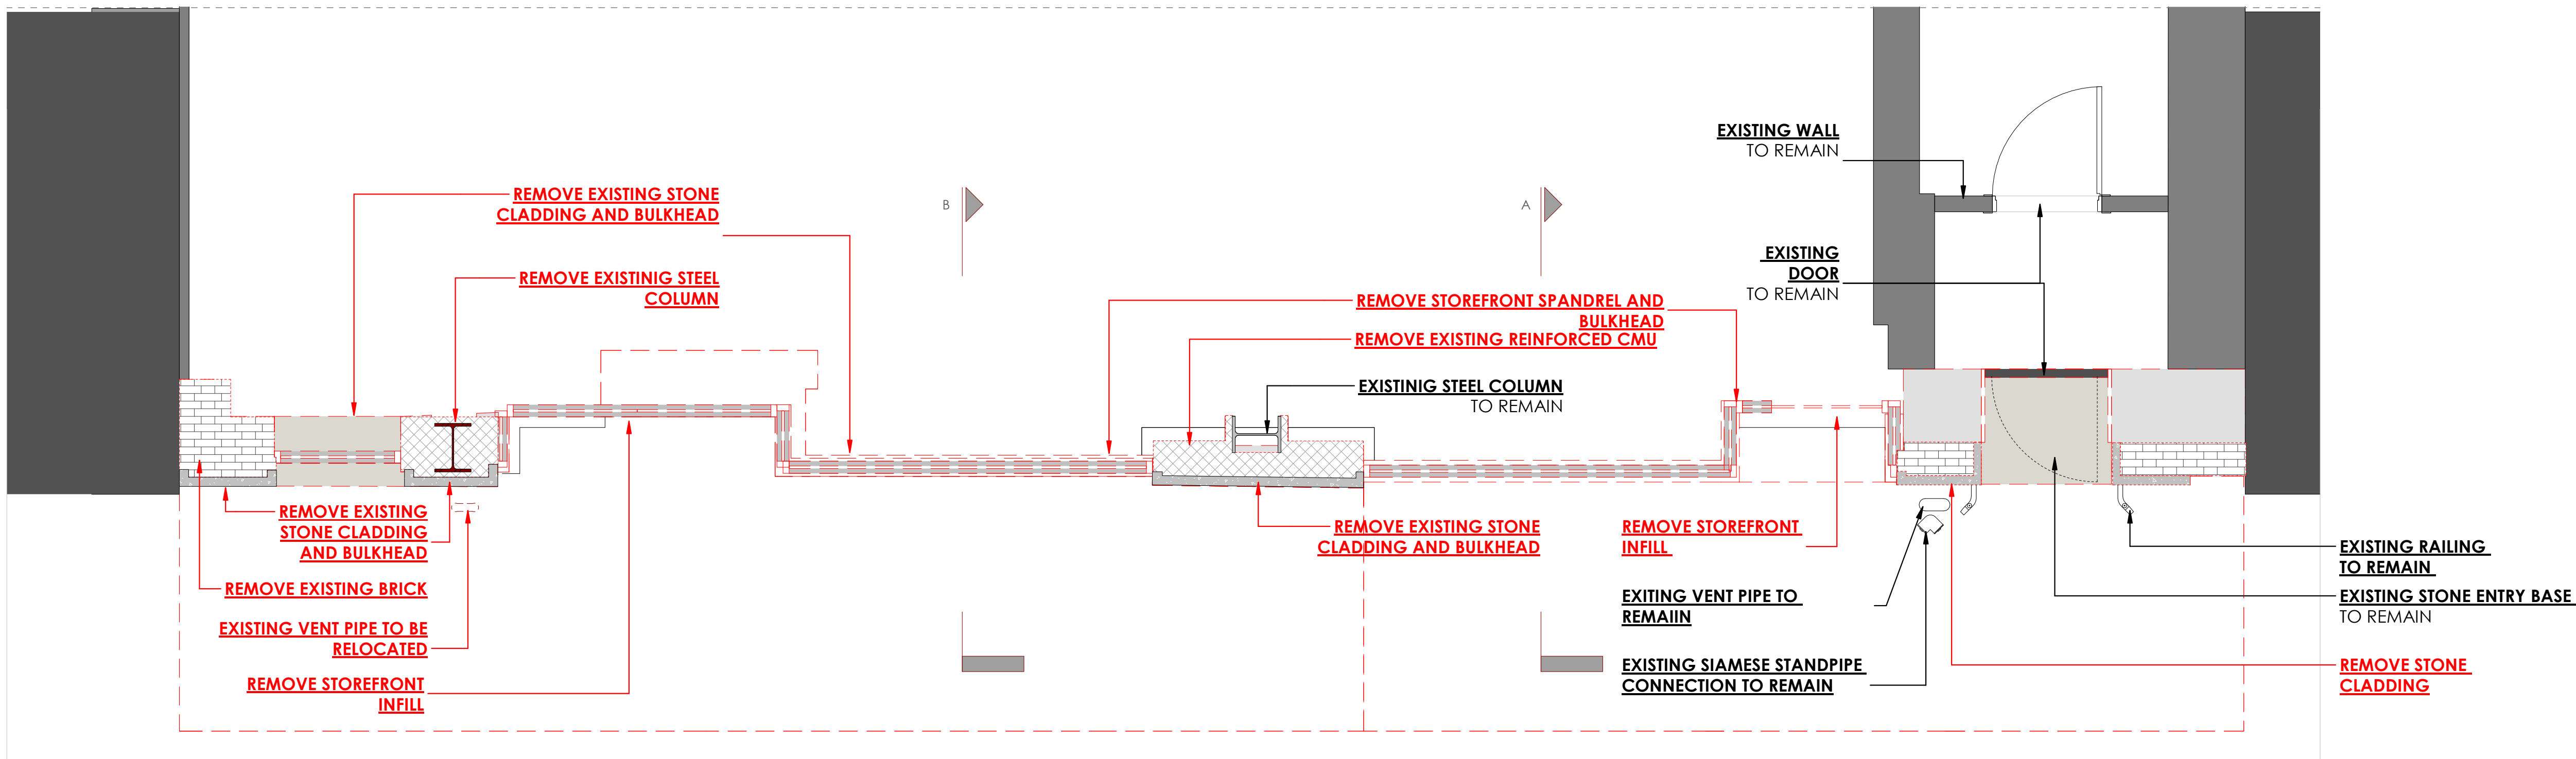 REMOVE EXISTING STONE
CLADDING AND BULKHEAD
REMOVE EXISTINIG STEEL
COLUMN
REMOVE EXISTING
STONE CLADDING
AND BULKHEAD
REMOVE EXISTING BRICK
EXISTING VENT PIPE TO BE
RELOCATED
REMOVE STOREFRONT
INFILL
B
A
REMOVE STOREFRONT SPANDREL AND
BULKHEAD
REMOVE EXISTING REINFORCED CMU
EXISTINIG STEEL COLUMN
TO REMAIN
REMOVE EXISTING STONE
CLADDING AND BULKHEAD
EXISTING WALL
TO REMAIN
EXISTING
DOOR
TO REMAIN
REMOVE STOREFRONT
INFILL
EXITING VENT PIPE TO
REMAIIN
EXISTING SIAMESE STANDPIPE
CONNECTION TO REMAIN
EXISTING RAILING
TO REMAIN
EXISTING STONE ENTRY BASE
TO REMAIN
REMOVE STONE
CLADDING